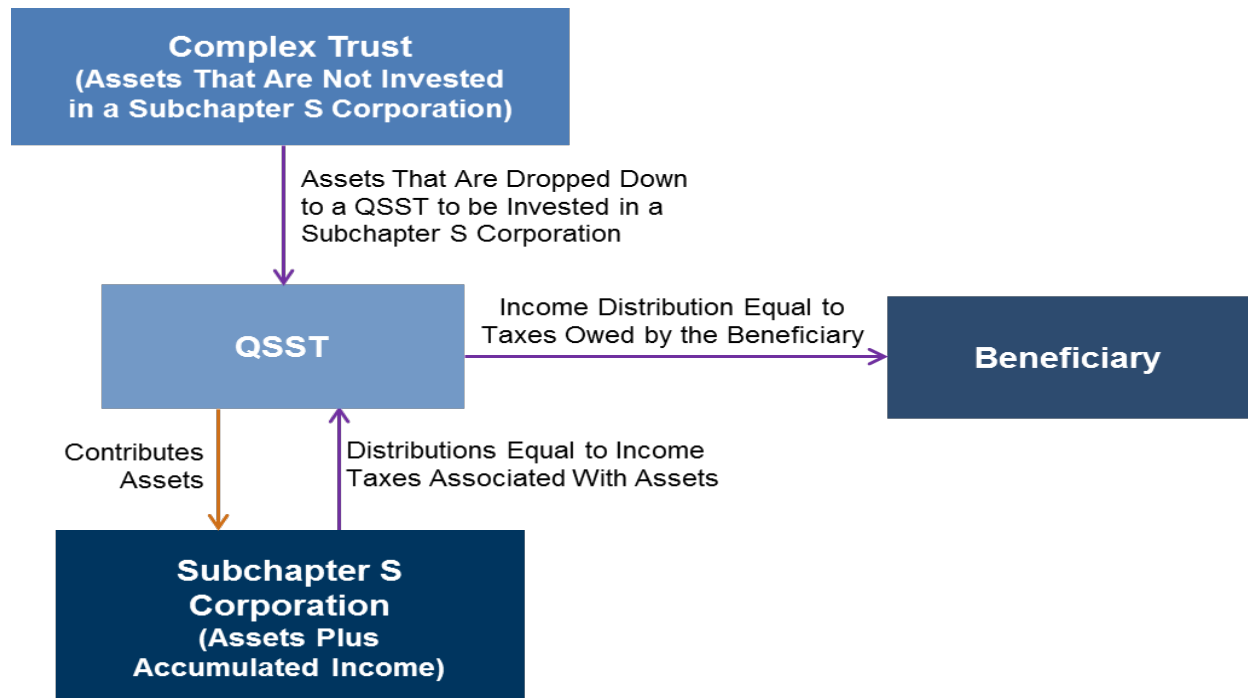 Complex Trust
(Assets That Are Not Invested
in a Subchapter S Corporation)
Assets That Are Dropped Down
to a QSST to be Invested in a
Subchapter S Corporation
QSST
Income Distribution Equal to
Taxes Owed by the Beneficiary
Beneficiary
Contributes
Assets
Distributions Equal to Income
Taxes Associated With Assets
Subchapter S
Corporation
(Assets Plus
Accumulated Income)